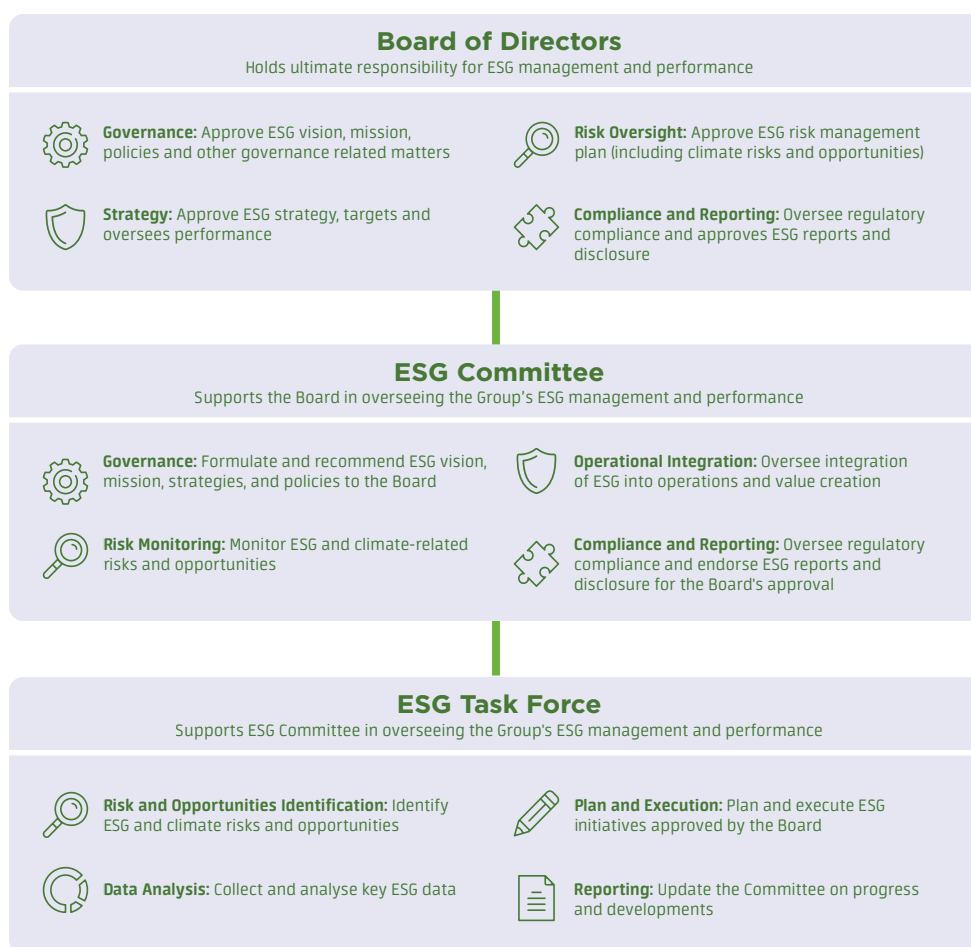 Board of Directors
Holds ultimate responsibility for ESG management and performance
Governance: Approve ESG vision, mission,
policies and other governance related matters
Risk Oversight: Approve ESG risk management
plan (including climate risks and opportunities)
Strategy: Approve ESG strategy, targets and
oversees performance
Compliance and Reporting: Oversee regulatory
compliance and approves ESG reports and
disclosure
ESG Committee
Supports the Board in overseeing the Group's ESG management and performance
Governance: Formulate and recommend ESG vision,
mission, strategies, and policies to the Board
Operational Integration: Oversee integration
of ESG into operations and value creation
Risk Monitoring: Monitor ESG and climate-related
risks and opportunities
Compliance and Reporting: Oversee regulatory
compliance and endorse ESG reports and
disclosure for the Board's approval
ESG Task Force
Supports ESG Committee in overseeing the Group's ESG management and performance
Risk and Opportunities Identification: Identify
ESG and climate risks and opportunities
Plan and Execution: Plan and execute ESG
initiatives approved by the Board
Data Analysis: Collect and analyse key ESG data
Reporting: Update the Committee on progress
and developments